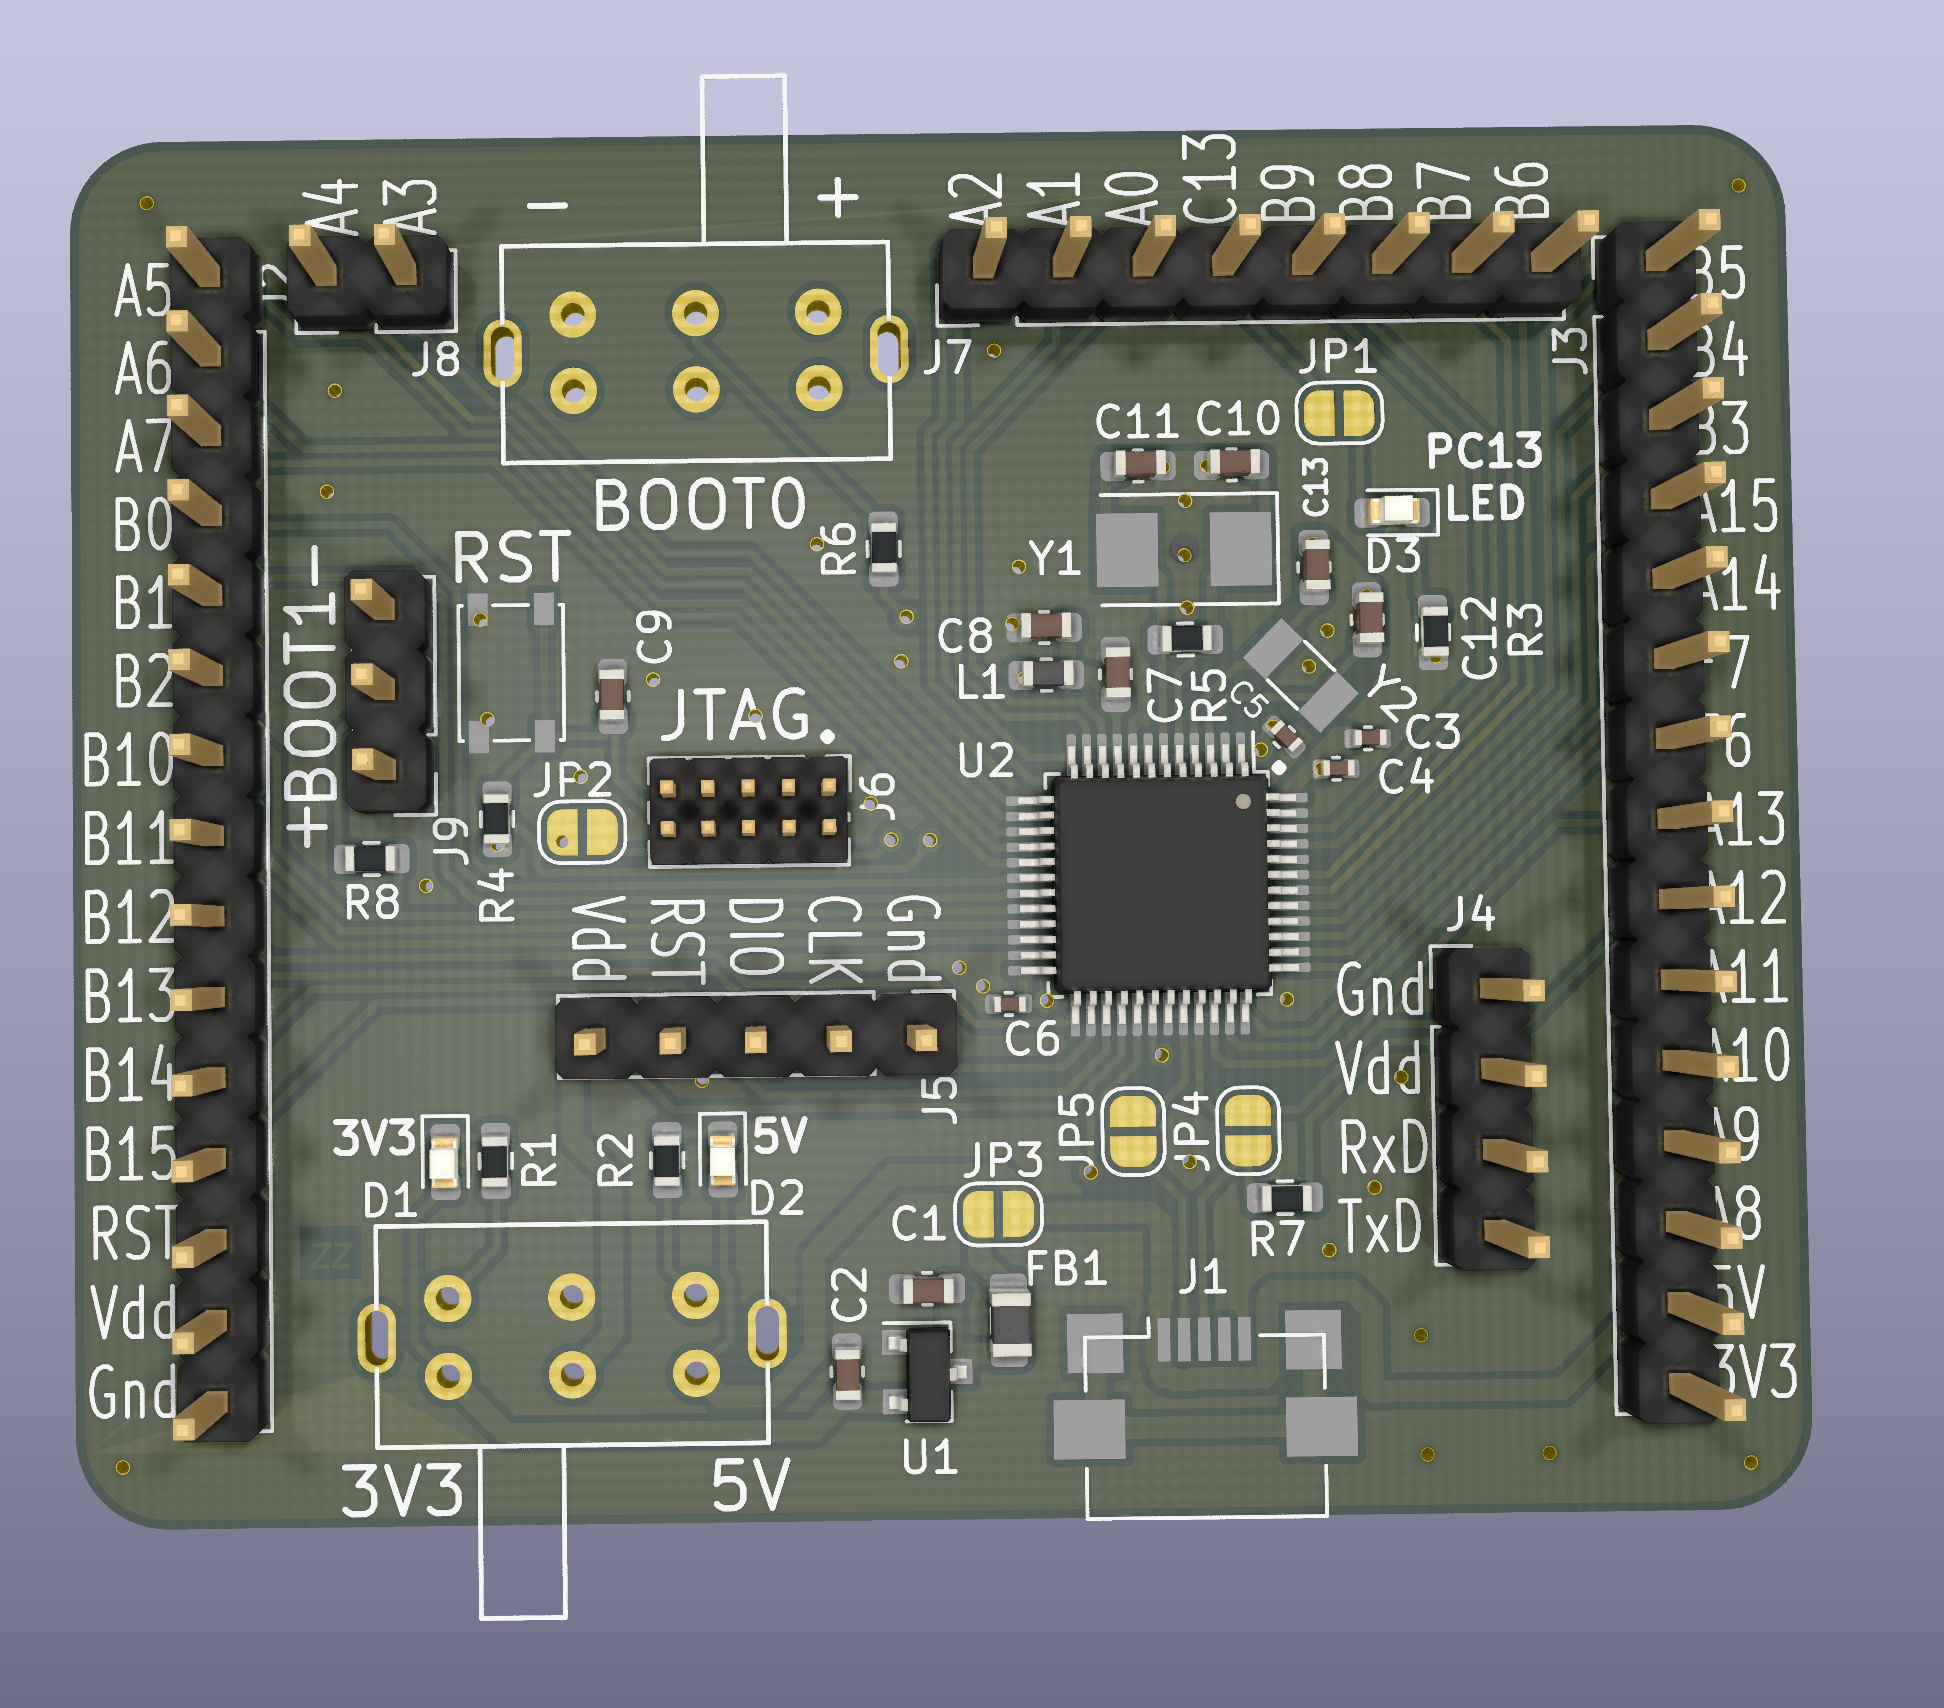 A4
A3
-
+
A2
A1
A0
C13
B9
B8
B7
B6
A5
A6
A7
B0
B1
B2
B10
B11
B12
B13
B14
B15
RST
Vdd
Gnd
J8
J7
J3
JP1
BOOT0
C11
C10
PC13
LED
C13
D3
Y1
R6
RST
-
BOOT1
+
C9
C8
L1
C7
R5
C5
Y2
C12
R3
C3
C4
U2
JTAG.
JP2
J6
J9
R4
R8
Vdd
RST
DIO
CLK
Gnd
J5
C6
J4
Gnd
Vdd
RxD
TxD
3V3
D1
R1
R2
5V
D2
JP5
JP4
JP3
C1
FB1
R7
J1
C2
U1
ZZ
3V3
5V
B5
B4
B3
A15
A14
A13
A12
A11
A10
A9
A8
5V
3V3